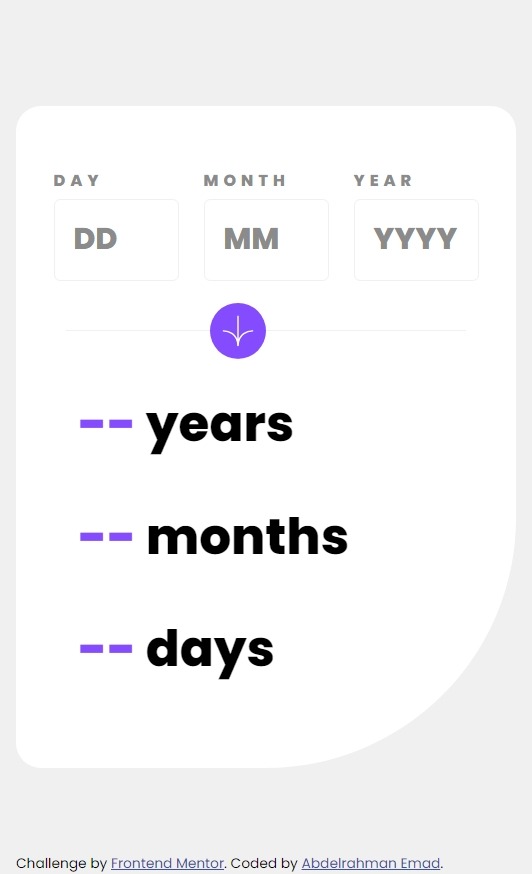 DAY MONTH YEAR
DD MM YYYY
-- years
-- months
-- days
Challenge by Frontend Mentor. Coded by Abdelrahman Emad.